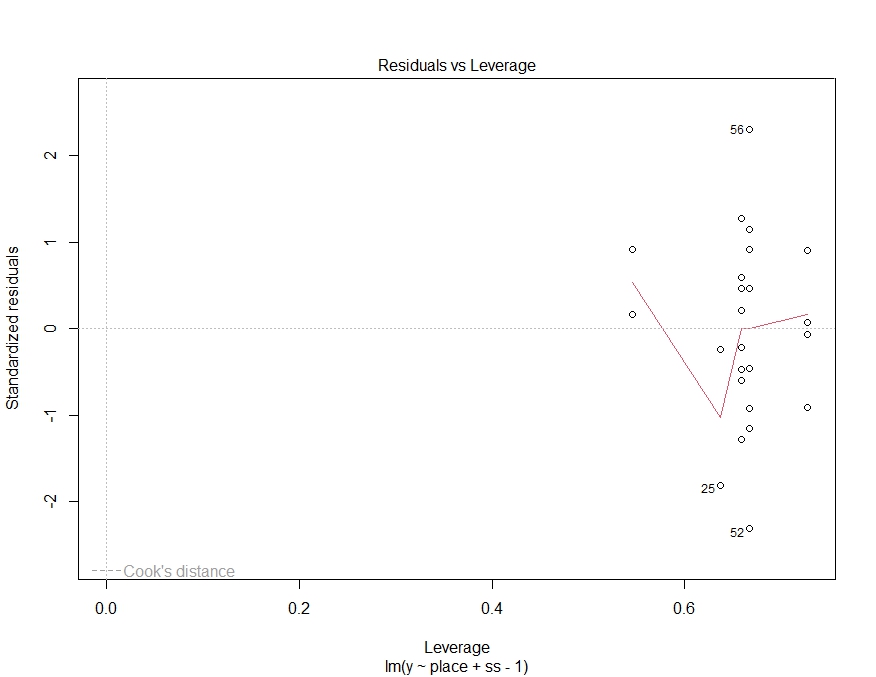 Residuals vs Leverage
Standardized residuals
2
1
0
-1
-2
56
25
52
Cook's distance
0.0 0.2 0.4 0.6
Leverage
lm(y ~ place + ss - 1)